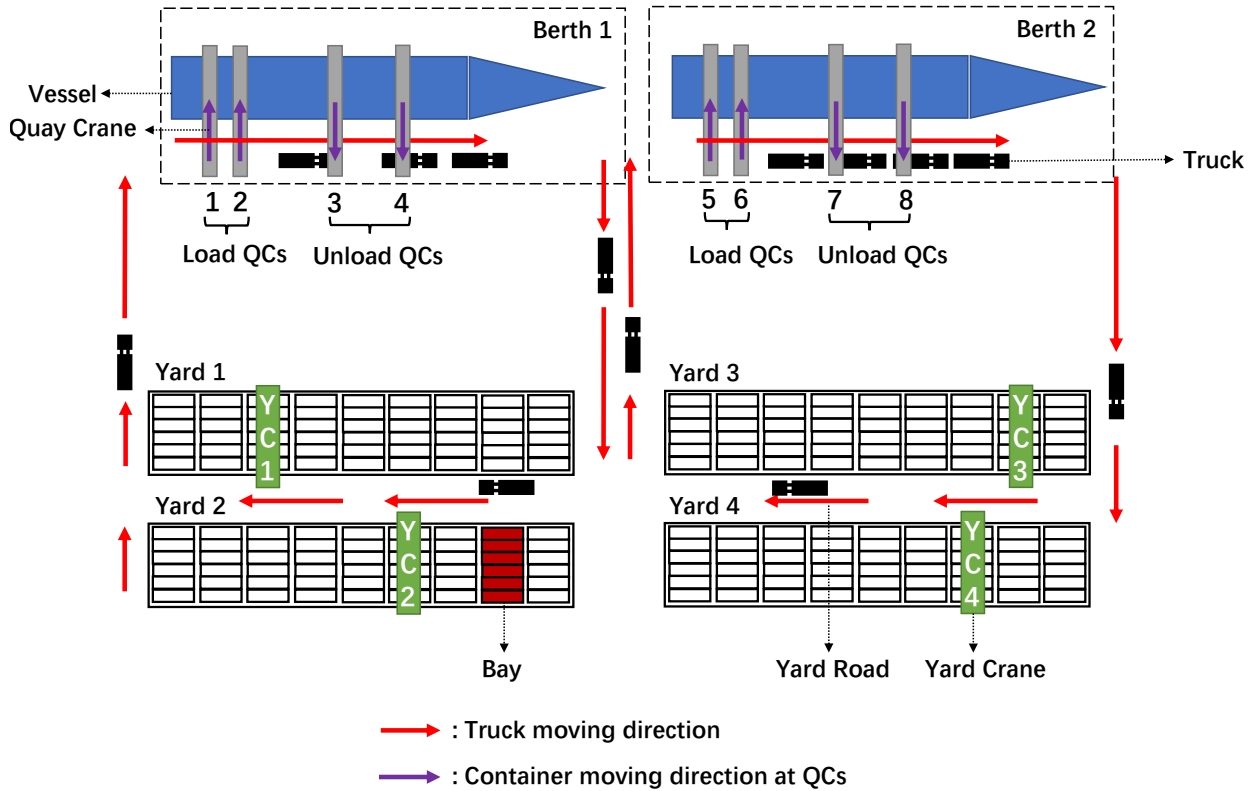 Berth 1
Berth 2
Vessel
Quay Crane
Truck
1 2 3 4
5 6 7 8
Load QCs Unload QCs
Load QCs Unload QCs
Yard 1
Yard 3
YC1
YC3
Yard 2
Yard 4
YC2
YC4
Bay
Yard Road
Yard Crane
: Truck moving direction
: Container moving direction at QCs